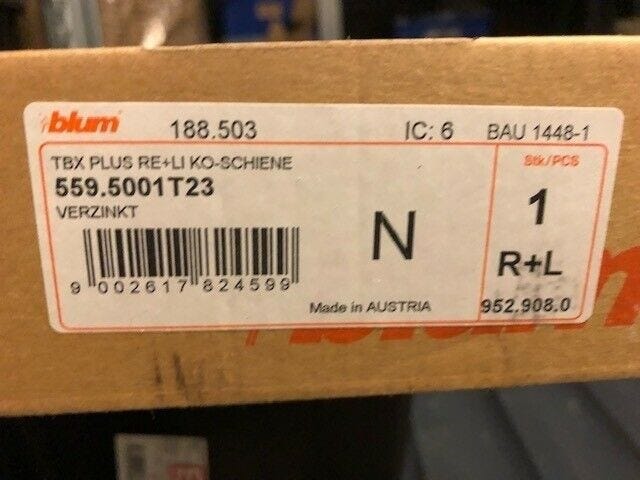 blum
188.503
IC: 6
BAU 1448-1
TBX PLUS RE+LI KO-SCHIENE
559.5001T23
VERZINKT
Stk/PCS
1
R+L
N
9 002617 824599
Made in AUSTRIA
952.908.0
blum